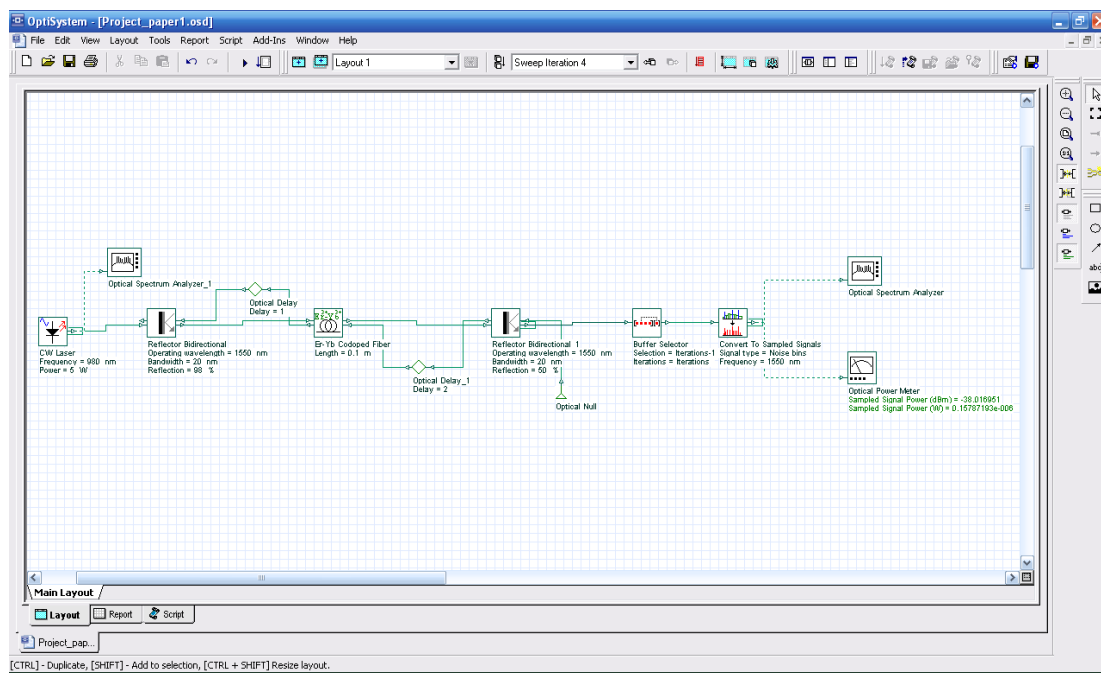 OptiSystem - [Project_paper1.osd]
File Edit View Layout Tools Report Script Add-Ins Window Help
Layout 1
Sweep Iteration 4
Optical Spectrum Analyzer_1
Optical Delay
Delay = 1
CW Laser
Frequency = 980 nm
Power = 5 W
Reflector Bidirectional
Operating wavelength = 1550 nm
Bandwidth = 20 nm
Reflection = 98 %
Er-Yb Codoped Fiber
Length = 0.1 m
Optical Delay_1
Delay = 2
Reflector Bidirectional 1
Operating wavelength = 1550 nm
Bandwidth = 20 nm
Reflection = 50 %
Optical Null
Buffer Selector
Selection = Iterations-1
Iterations = Iterations
Convert To Sampled Signals
Signal type = Noise bins
Frequency = 1550 nm
Optical Spectrum Analyzer
Optical Power Meter
Sampled Signal Power (dBm) = -38.016951
Sampled Signal Power (W) = 0.15787193e-006
abc
Main Layout
Layout Report Script
Project_pap...
[CTRL] - Duplicate, [SHIFT] - Add to selection, [CTRL + SHIFT] Resize layout.